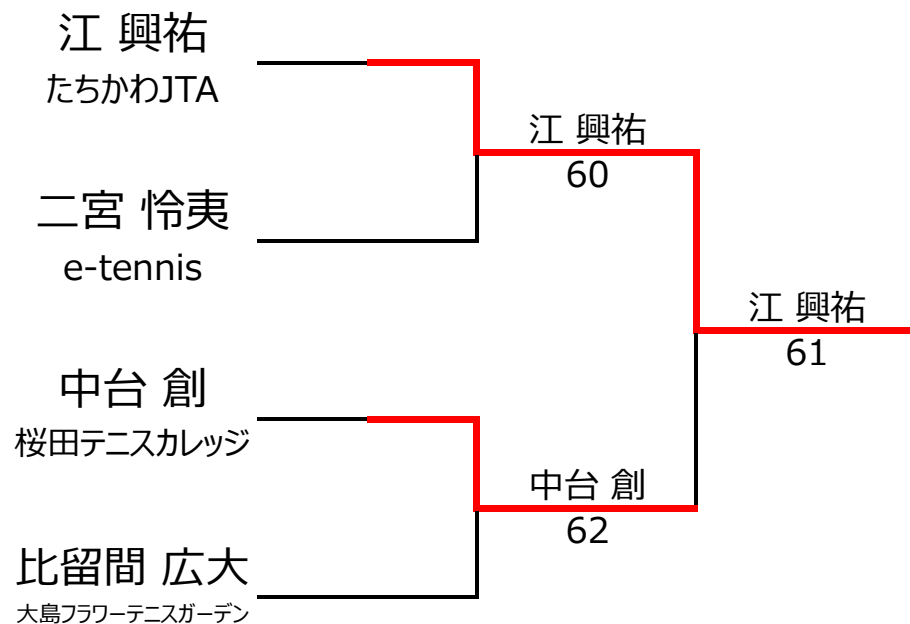 江 興祐
たちかわJTA
江 興祐
60
二宮 怜夷
e-tennis
江 興祐
61
中台 創
桜田テニスカレッジ
中台 創
62
比留間 広大
大島フラワーテニスガーデン